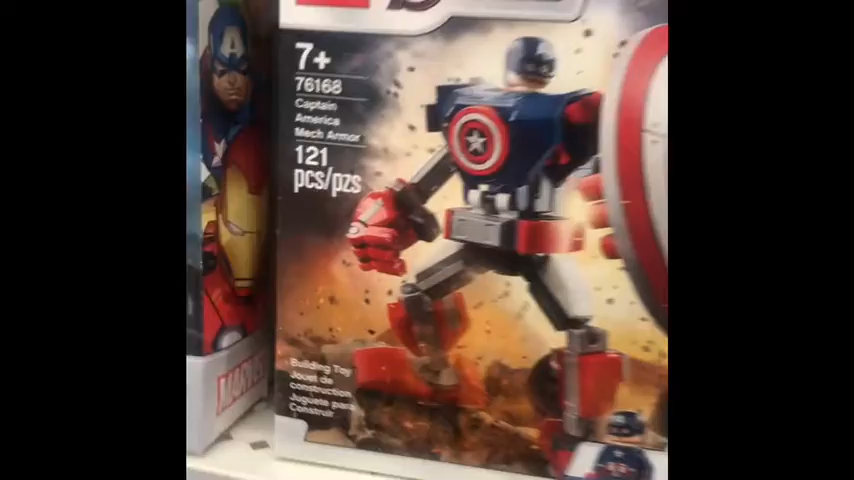 7+
76168
Captain
America
Mech Armor
121
pcs/pzs
Building Toy
Jouet de
construction
Juguete para
Construir
MARVEL